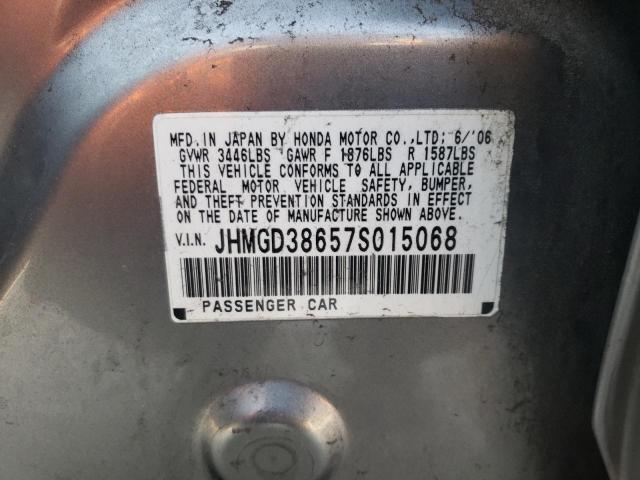 MFD.IN JAPAN BY HONDA MOTOR CO.,LTD; 6/'06
GVWR 3446LBS GAWR F 1876LBS R 1587LBS
THIS VEHICLE CONFORMS TO ALL APPLICABLE
FEDERAL MOTOR VEHICLE SAFETY, BUMPER,
AND THEFT PREVENTION STANDARDS IN EFFECT
ON THE DATE OF MANUFACTURE SHOWN ABOVE.
V.I.N. JHMGD38657S015068
PASSENGER CAR